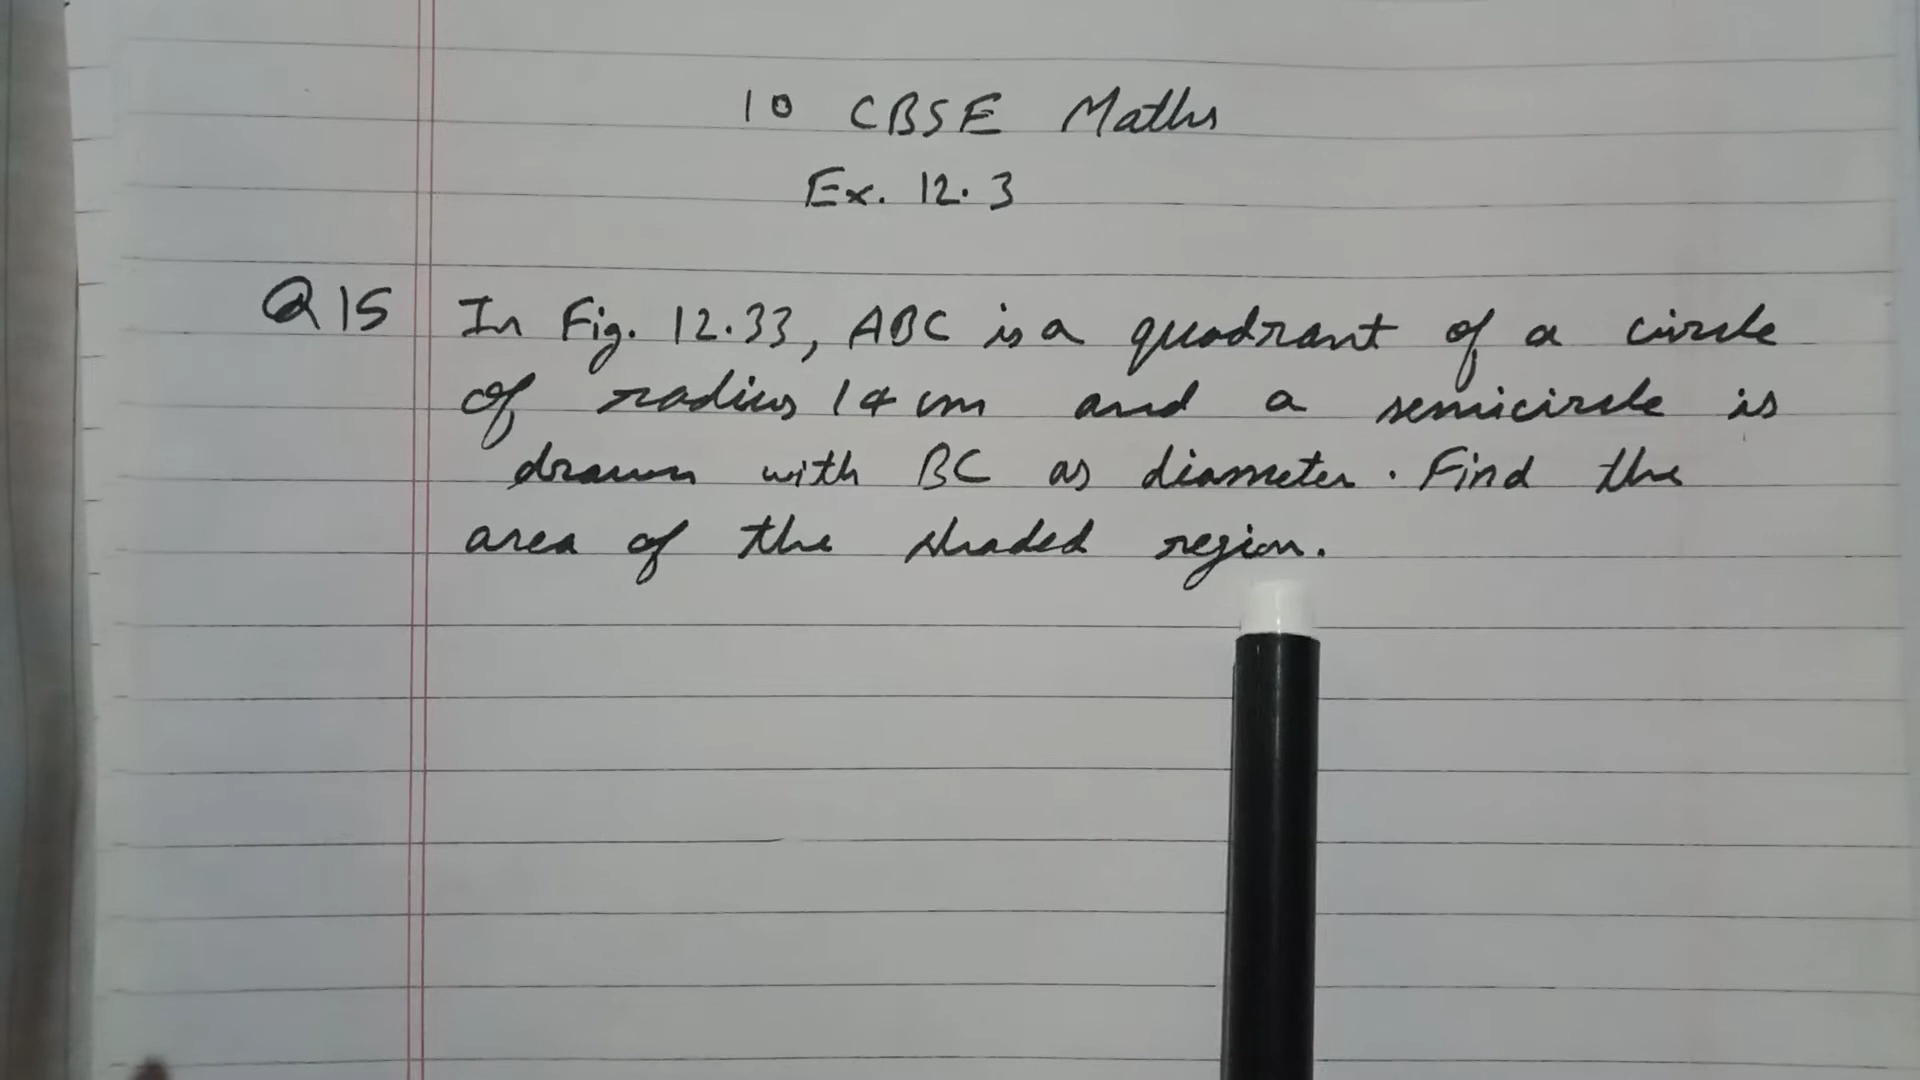 10 CBSE Maths
Ex. 12.3
Q 15 In Fig. 12.33, ABC is a quadrant of a circle
of radius 14 cm and a semicircle is
drawn with BC as diameter. Find the
area of the shaded region.